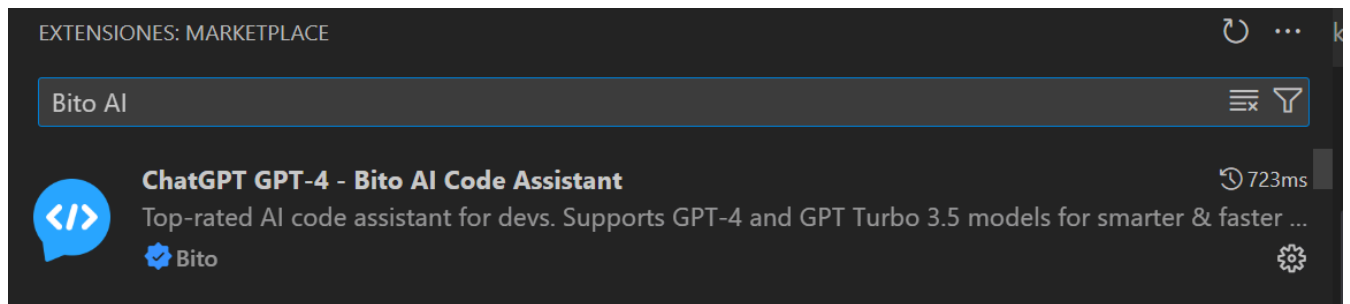 EXTENSIONES: MARKETPLACE
Bito AI
ChatGPT GPT-4 - Bito AI Code Assistant
723ms
Top-rated AI code assistant for devs. Supports GPT-4 and GPT Turbo 3.5 models for smarter & faster ...
Bito